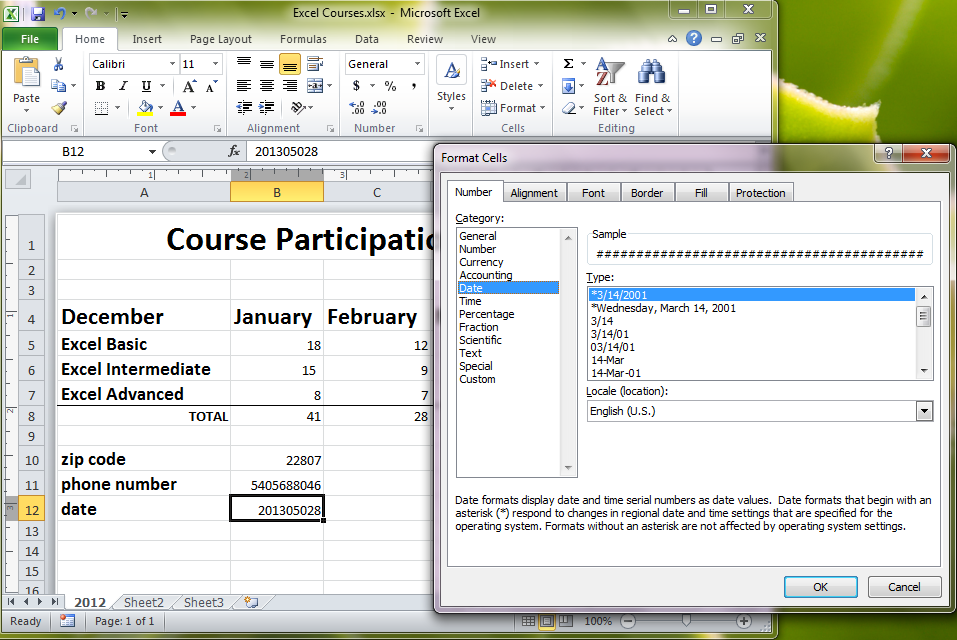 Excel Courses.xlsx - Microsoft Excel
File Home Insert Page Layout Formulas Data Review View
Calibri 11 General Insert Σ
Paste B I U A A $ % , Styles Delete Sort & Find &
A Format Filter Select
Clipboard Font Alignment Number Cells Editing
B12 fx 201305028
1 2 3
A B C
1 Course Participatio
2
3
4 December January February
5 Excel Basic 18 12
6 Excel Intermediate 15 9
7 Excel Advanced 8 7
8 TOTAL 41 28
9
10 zip code 22807
11 phone number 5405688046
12 date 201305028
13
14
15
16
2012 Sheet2 Sheet3
Ready Page: 1 of 1 100%
Format Cells
Number Alignment Font Border Fill Protection
Category:
General
Number
Currency
Accounting
Date
Time
Percentage
Fraction
Scientific
Text
Special
Custom
Sample
########################################
Type:
*3/14/2001
*Wednesday, March 14, 2001
3/14
3/14/01
03/14/01
14-Mar
14-Mar-01
Locale (location):
English (U.S.)
Date formats display date and time serial numbers as date values. Date formats that begin with an
asterisk (*) respond to changes in regional date and time settings that are specified for the
operating system. Formats without an asterisk are not affected by operating system settings.
OK Cancel